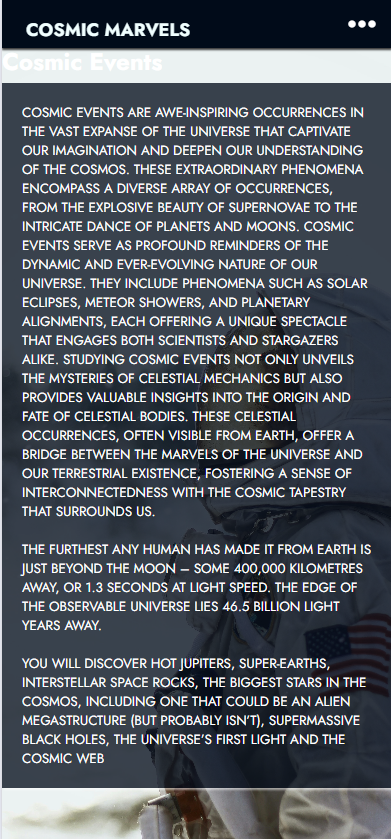 COSMIC MARVELS
Cosmic Events
COSMIC EVENTS ARE AWE-INSPIRING OCCURRENCES IN
THE VAST EXPANSE OF THE UNIVERSE THAT CAPTIVATE
OUR IMAGINATION AND DEEPEN OUR UNDERSTANDING
OF THE COSMOS. THESE EXTRAORDINARY PHENOMENA
ENCOMPASS A DIVERSE ARRAY OF OCCURRENCES,
FROM THE EXPLOSIVE BEAUTY OF SUPERNOVAE TO THE
INTRICATE DANCE OF PLANETS AND MOONS. COSMIC
EVENTS SERVE AS PROFOUND REMINDERS OF THE
DYNAMIC AND EVER-EVOLVING NATURE OF OUR
UNIVERSE. THEY INCLUDE PHENOMENA SUCH AS SOLAR
ECLIPSES, METEOR SHOWERS, AND PLANETARY
ALIGNMENTS, EACH OFFERING A UNIQUE SPECTACLE
THAT ENGAGES BOTH SCIENTISTS AND STARGAZERS
ALIKE. STUDYING COSMIC EVENTS NOT ONLY UNVEILS
THE MYSTERIES OF CELESTIAL MECHANICS BUT ALSO
PROVIDES VALUABLE INSIGHTS INTO THE ORIGIN AND
FATE OF CELESTIAL BODIES. THESE CELESTIAL
OCCURRENCES, OFTEN VISIBLE FROM EARTH, OFFER A
BRIDGE BETWEEN THE MARVELS OF THE UNIVERSE AND
OUR TERRESTRIAL EXISTENCE, FOSTERING A SENSE OF
INTERCONNECTEDNESS WITH THE COSMIC TAPESTRY
THAT SURROUNDS US.
THE FURTHEST ANY HUMAN HAS MADE IT FROM EARTH IS
JUST BEYOND THE MOON – SOME 400,000 KILOMETRES
AWAY, OR 1.3 SECONDS AT LIGHT SPEED. THE EDGE OF
THE OBSERVABLE UNIVERSE LIES 46.5 BILLION LIGHT
YEARS AWAY.
YOU WILL DISCOVER HOT JUPITERS, SUPER-EARTHS,
INTERSTELLAR SPACE ROCKS, THE BIGGEST STARS IN THE
COSMOS, INCLUDING ONE THAT COULD BE AN ALIEN
MEGASTRUCTURE (BUT PROBABLY ISN'T), SUPERMASSIVE
BLACK HOLES, THE UNIVERSE'S FIRST LIGHT AND THE
COSMIC WEB